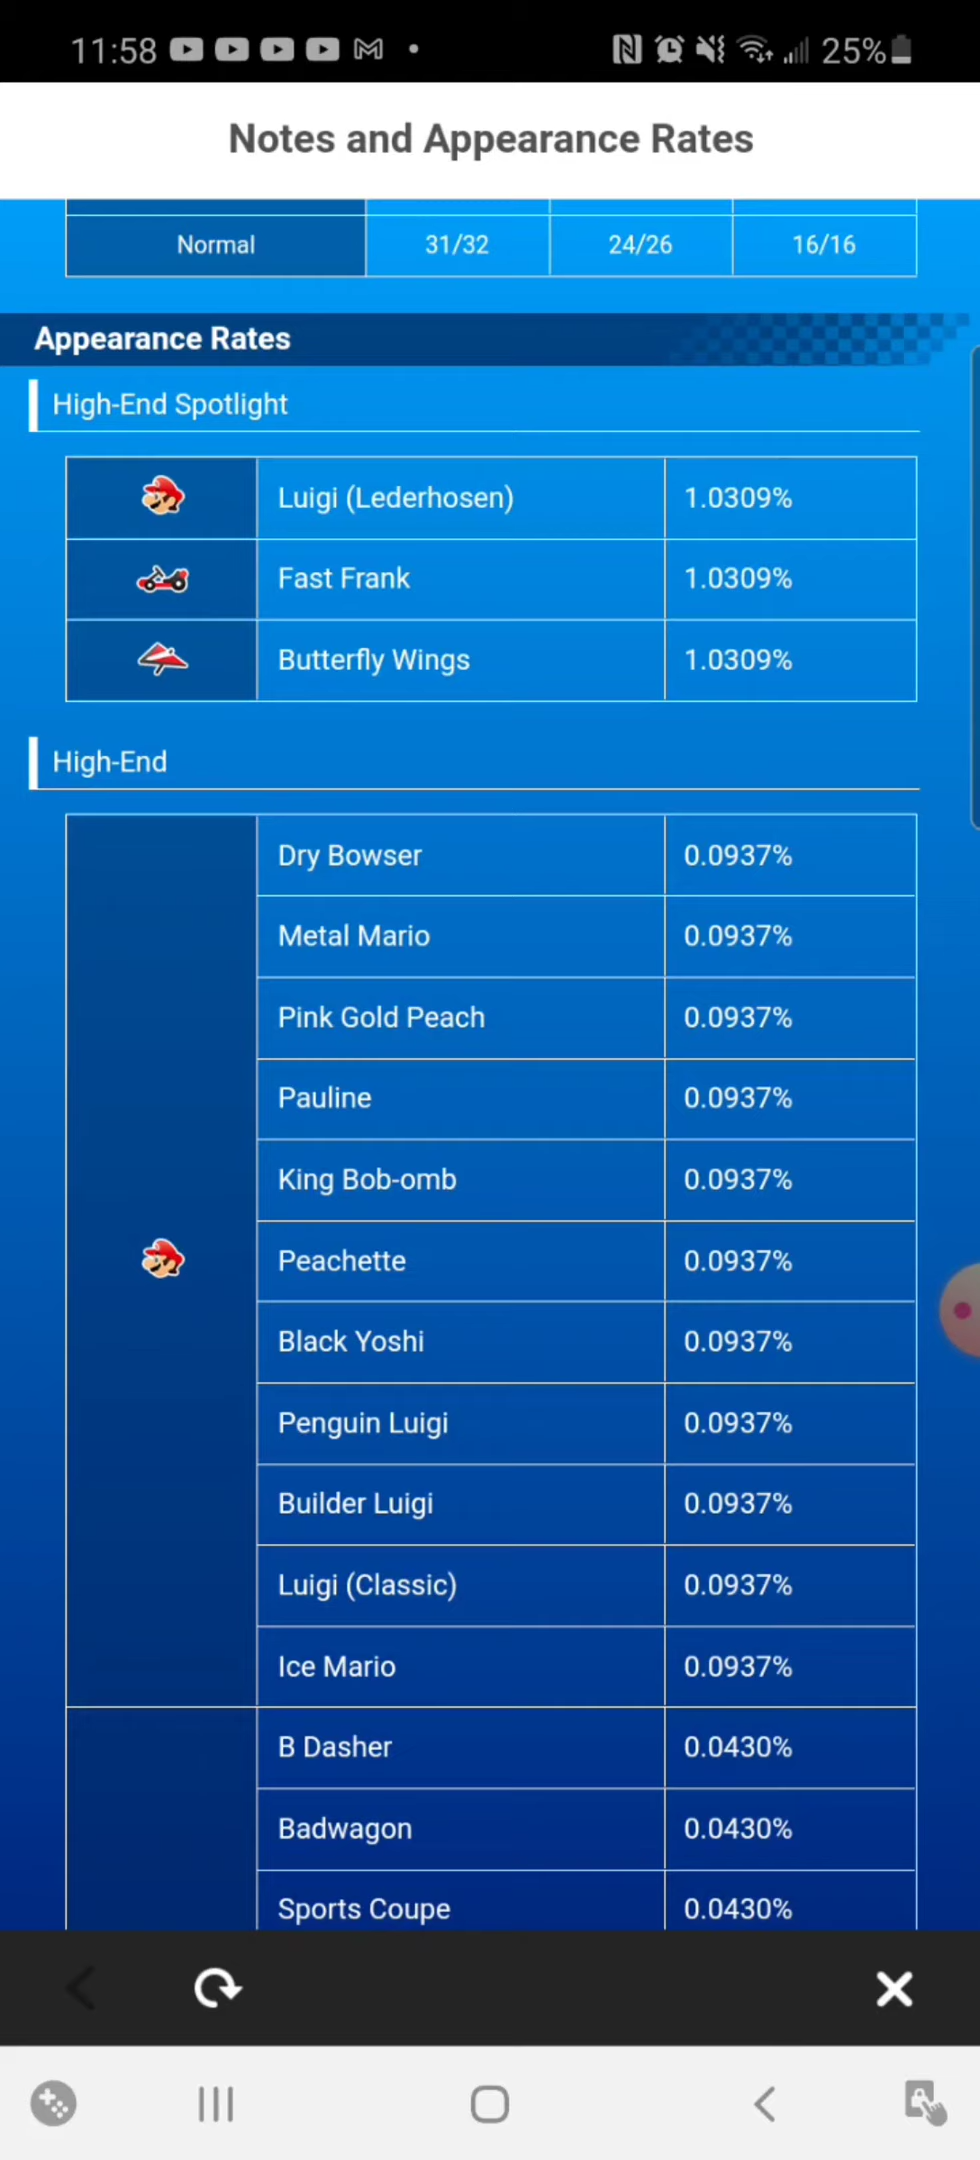 11:58 25%
Notes and Appearance Rates
Normal 31/32 24/26 16/16
Appearance Rates
High-End Spotlight
Luigi (Lederhosen) 1.0309%
Fast Frank 1.0309%
Butterfly Wings 1.0309%
High-End
Dry Bowser 0.0937%
Metal Mario 0.0937%
Pink Gold Peach 0.0937%
Pauline 0.0937%
King Bob-omb 0.0937%
Peachette 0.0937%
Black Yoshi 0.0937%
Penguin Luigi 0.0937%
Builder Luigi 0.0937%
Luigi (Classic) 0.0937%
Ice Mario 0.0937%
B Dasher 0.0430%
Badwagon 0.0430%
Sports Coupe 0.0430%